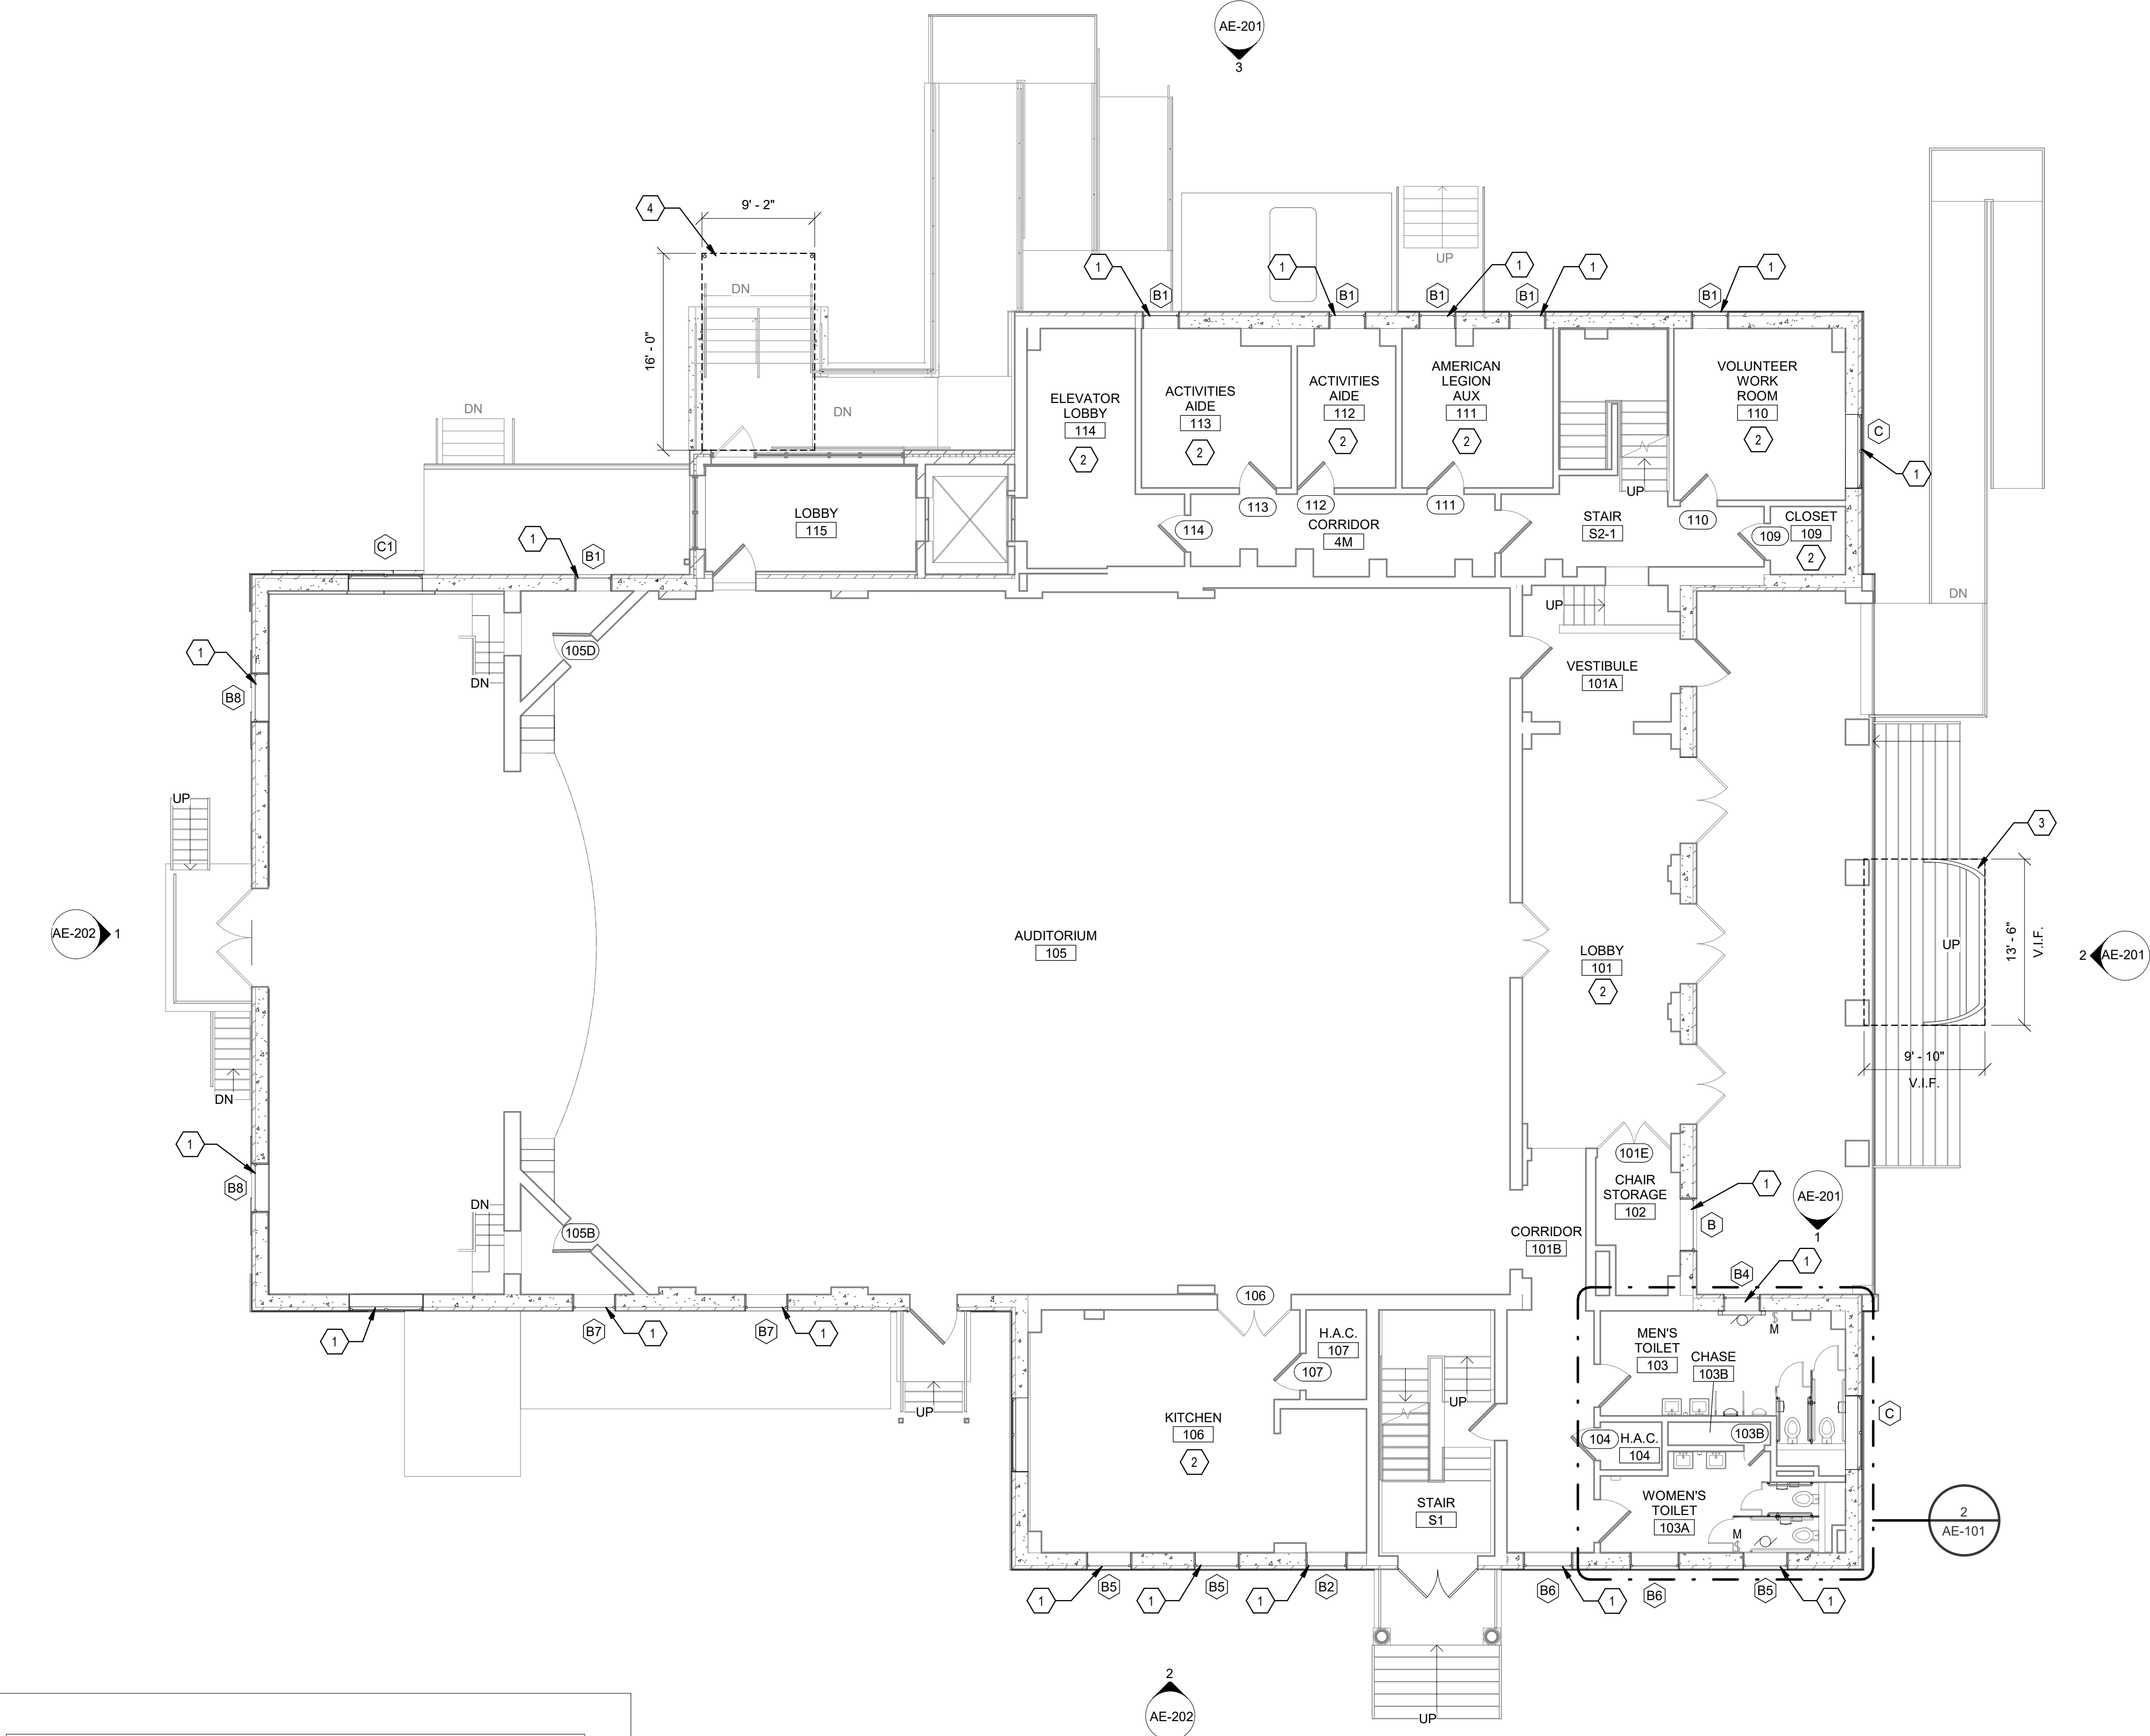 AE-201
3
4
9' - 2"
16' - 0"
DN
DN
DN
UP
1
1
1
1
1
B1
B1
B1
B1
B1
ELEVATOR
LOBBY
114
2
ACTIVITIES
AIDE
113
2
ACTIVITIES
AIDE
112
2
AMERICAN
LEGION
AUX
111
2
VOLUNTEER
WORK
ROOM
110
2
C
1
UP
LOBBY
115
113
112
111
110
114
CORRIDOR
4M
STAIR
S2-1
109
CLOSET
109
2
C1
1
B1
DN
UP
105D
1
B8
DN
VESTIBULE
101A
UP
3
AE-202
1
AUDITORIUM
105
LOBBY
101
2
UP
13' - 6"
V.I.F.
2
AE-201
9' - 10"
V.I.F.
DN
1
B8
DN
105B
101E
CHAIR
STORAGE
102
1
B
AE-201
1
CORRIDOR
101B
B4
1
1
B7
1
B7
1
106
H.A.C.
107
107
MEN'S
TOILET
103
M
S
CHASE
103B
UP
UP
KITCHEN
106
2
C
104
H.A.C.
104
103B
STAIR
S1
WOMEN'S
TOILET
103A
M
S
2
AE-101
1
B5
1
B5
1
B2
B6
1
B6
B5
1
2
AE-202
UP